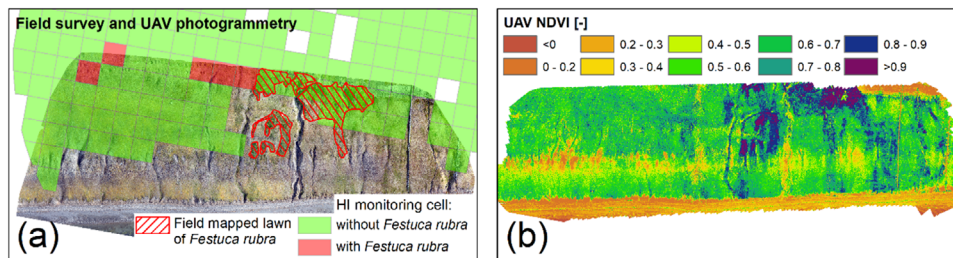 Field survey and UAV photogrammetry
HI monitoring cell:
Field mapped lawn
of Festuca rubra
without Festuca rubra
with Festuca rubra
(a)
UAV NDVI [-]
<0
0.2 - 0.3
0.4 - 0.5
0.6 - 0.7
0.8 - 0.9
0 - 0.2
0.3 - 0.4
0.5 - 0.6
0.7 - 0.8
>0.9
(b)